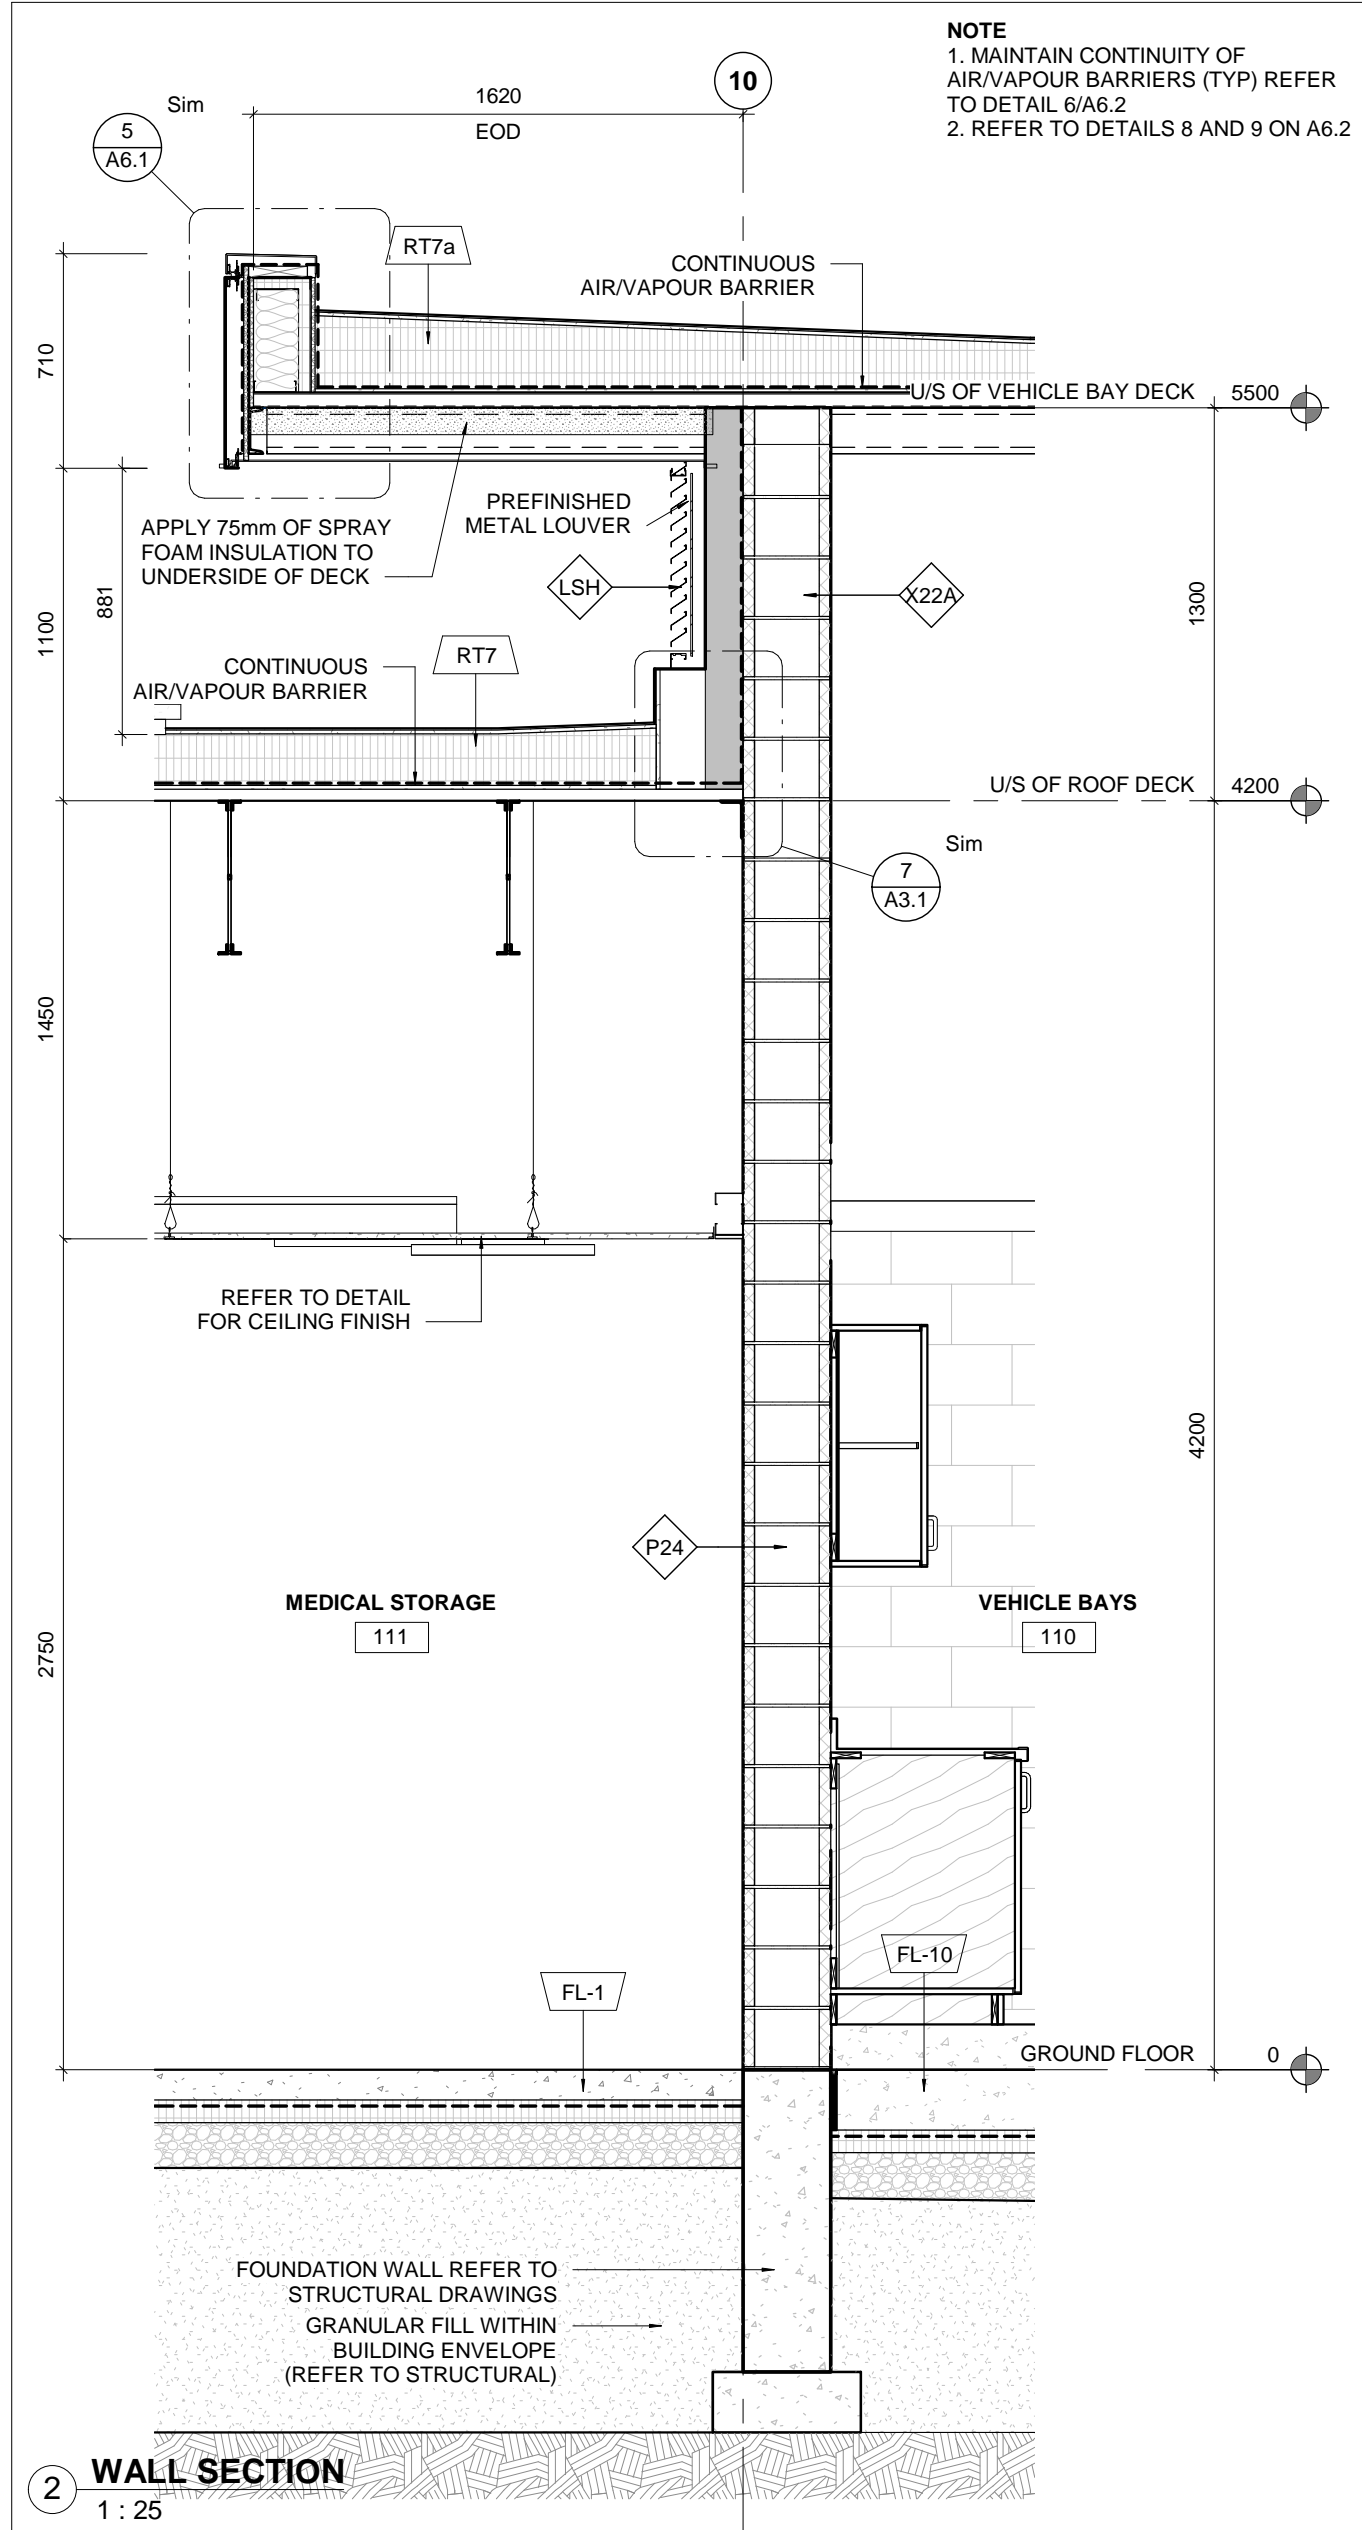 NOTE
1. MAINTAIN CONTINUITY OF
AIR/VAPOUR BARRIERS (TYP) REFER
TO DETAIL 6/A6.2
2. REFER TO DETAILS 8 AND 9 ON A6.2
10
1620
EOD
Sim
5
A6.1
RT7a
CONTINUOUS
AIR/VAPOUR BARRIER
710
U/S OF VEHICLE BAY DECK 5500
PREFINISHED
METAL LOUVER
APPLY 75mm OF SPRAY
FOAM INSULATION TO
UNDERSIDE OF DECK
LSH
X22A
881
1100
1300
RT7
CONTINUOUS
AIR/VAPOUR BARRIER
U/S OF ROOF DECK 4200
Sim
7
A3.1
1450
REFER TO DETAIL
FOR CEILING FINISH
4200
P24
MEDICAL STORAGE
111
VEHICLE BAYS
110
2750
FL-10
FL-1
GROUND FLOOR 0
FOUNDATION WALL REFER TO
STRUCTURAL DRAWINGS
GRANULAR FILL WITHIN
BUILDING ENVELOPE
(REFER TO STRUCTURAL)
2 WALL SECTION
1 : 25